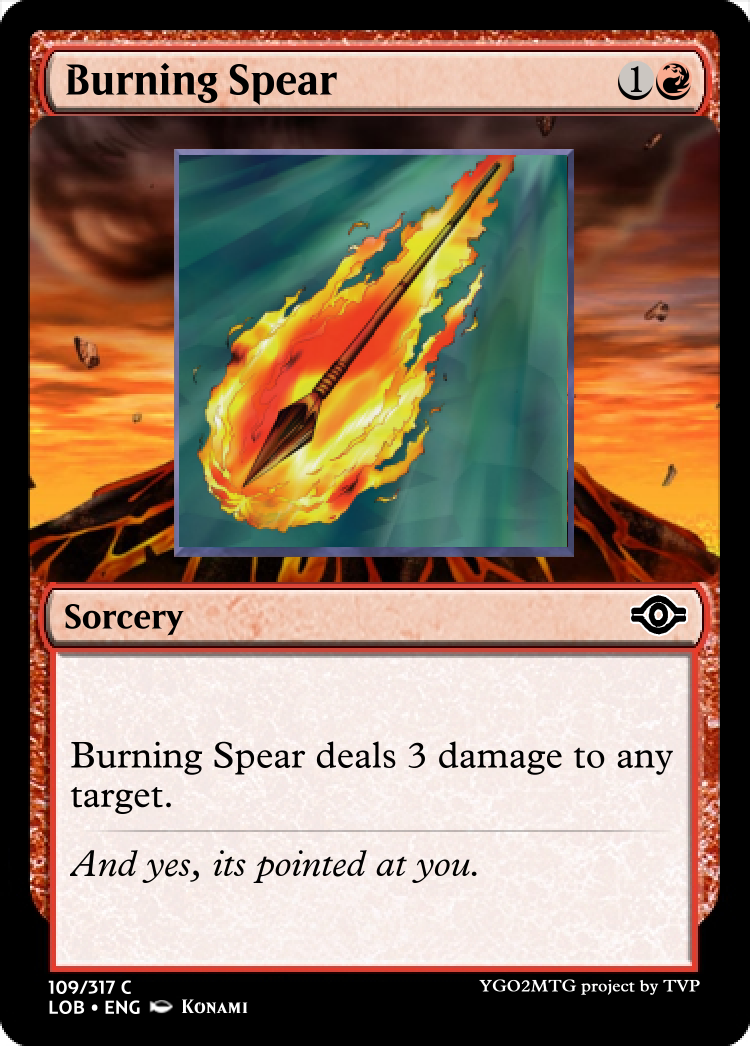 Burning Spear 1
Sorcery
Burning Spear deals 3 damage to any
target.
And yes, its pointed at you.
109/317 C
LOB • ENG KONAMI
YGO2MTG project by TVP